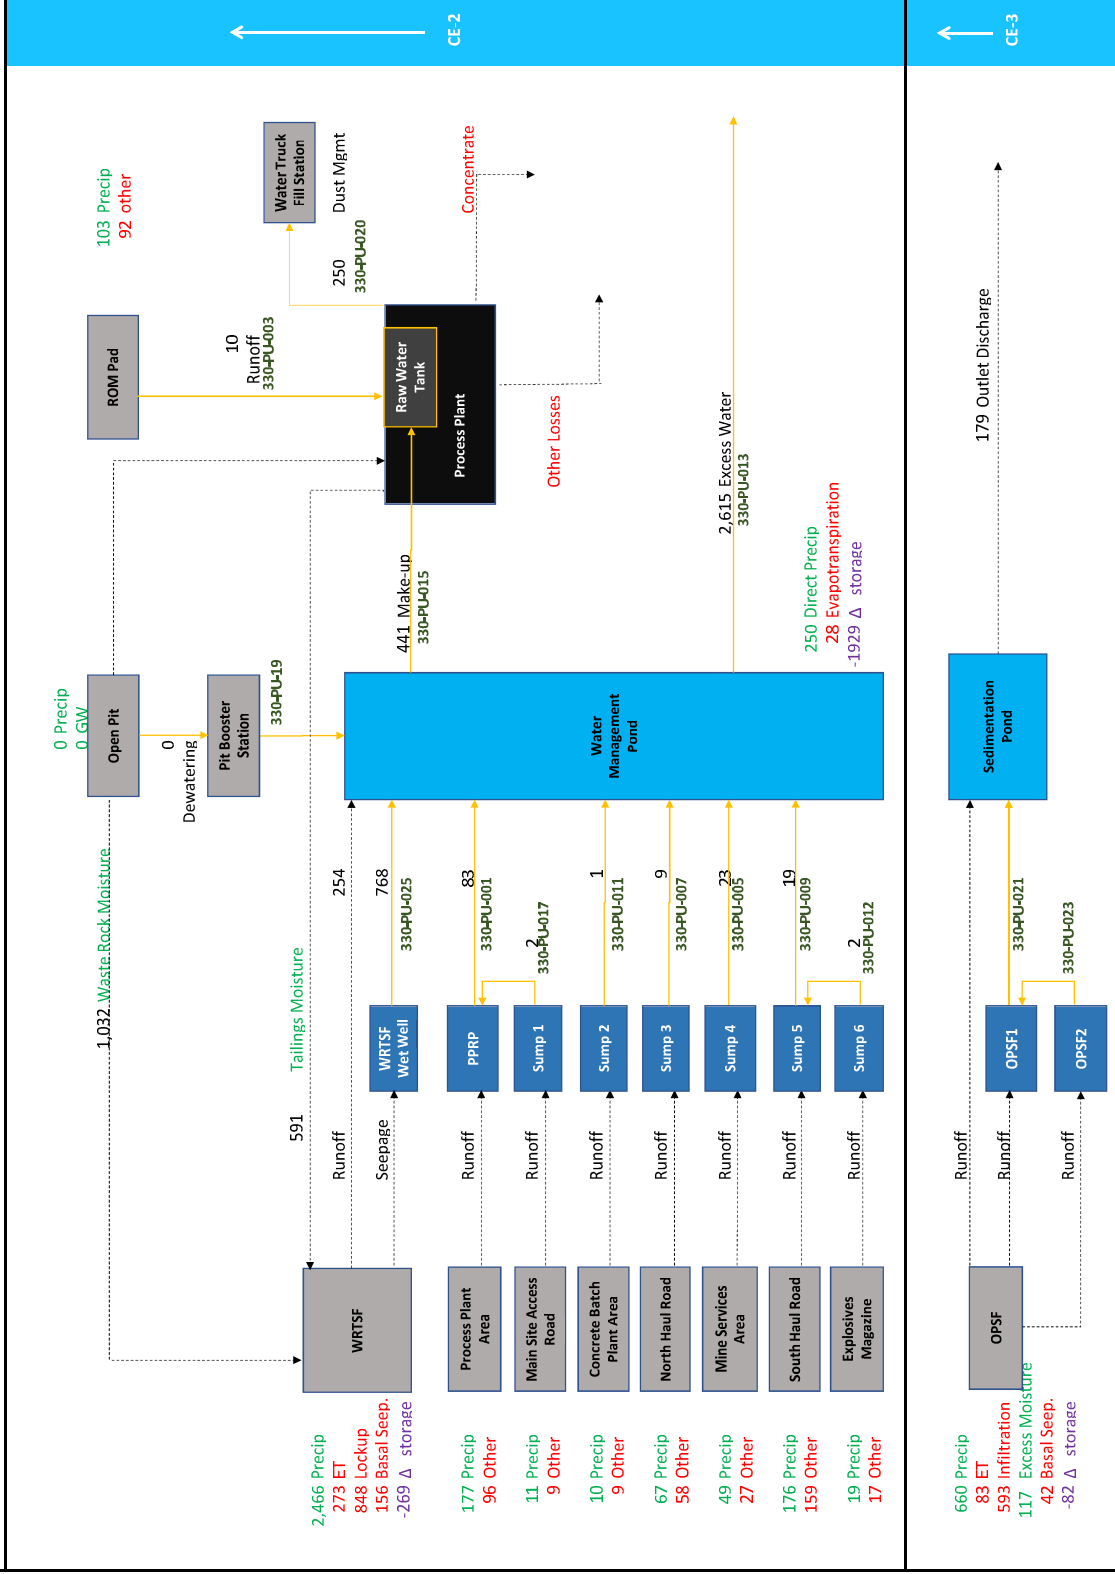 0 Precip
0 GW
Open Pit
0
Dewatering
Pit Booster
Station
330-PU-19
1,032 Waste Rock Moisture
ROM Pad
103 Precip
92 other
10
Runoff
330-PU-003
Water Truck
Fill Station
Dust Mgmt
250
330-PU-020
Raw Water
Tank
Process Plant
Concentrate
Other Losses
441 Make-up
330-PU-015
591
Tailings Moisture
WRTSF
2,466 Precip
273 ET
848 Lockup
156 Basal Seep.
-269 Δ storage
Runoff
254
Seepage
WRTSF
Wet Well
768
330-PU-025
177 Precip
96 Other
Process Plant
Area
Runoff
PPRP
83
330-PU-001
11 Precip
9 Other
Main Site Access
Road
Runoff
Sump 1
2
330-PU-017
10 Precip
9 Other
Concrete Batch
Plant Area
Runoff
Sump 2
1
330-PU-011
67 Precip
58 Other
North Haul Road
Runoff
Sump 3
9
330-PU-007
49 Precip
27 Other
Mine Services
Area
Runoff
Sump 4
23
330-PU-005
176 Precip
159 Other
South Haul Road
Runoff
Sump 5
19
330-PU-009
19 Precip
17 Other
Explosives
Magazine
Runoff
Sump 6
2
330-PU-012
Water
Management
Pond
2,615 Excess Water
330-PU-013
250 Direct Precip
28 Evapotranspiration
-1929 Δ storage
CE-2
660 Precip
83 ET
593 Infiltration
117 Excess Moisture
42 Basal Seep.
-82 Δ storage
OPSF
Runoff
Runoff
Runoff
OPSF1
330-PU-021
OPSF2
330-PU-023
Sedimentation
Pond
179 Outlet Discharge
CE-3